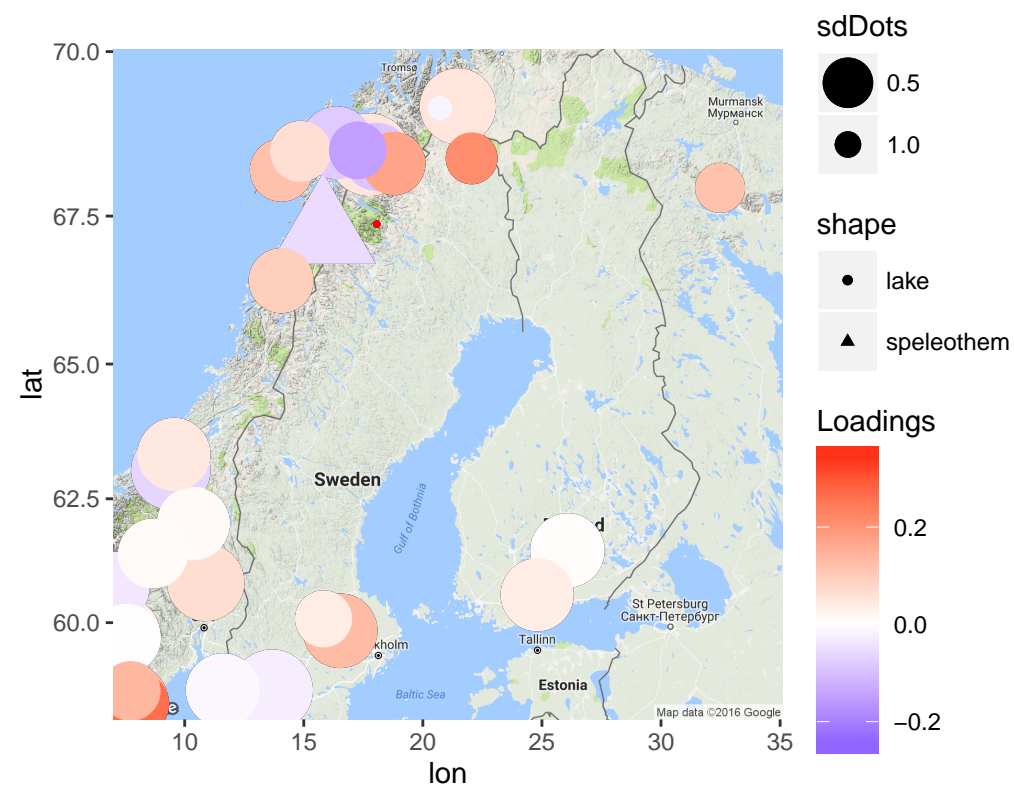 70.0
67.5
65.0
62.5
60.0
lat
10
15
20
25
30
35
lon
Tromsø
Murmansk
Мурманск
Sweden
Gulf of Bothnia
d
St Petersburg
Санкт-Петербург
kholm
Tallinn
Baltic Sea
Estonia
e
Map data ©2016 Google
sdDots
0.5
1.0
shape
lake
speleothem
Loadings
0.2
0.0
−0.2